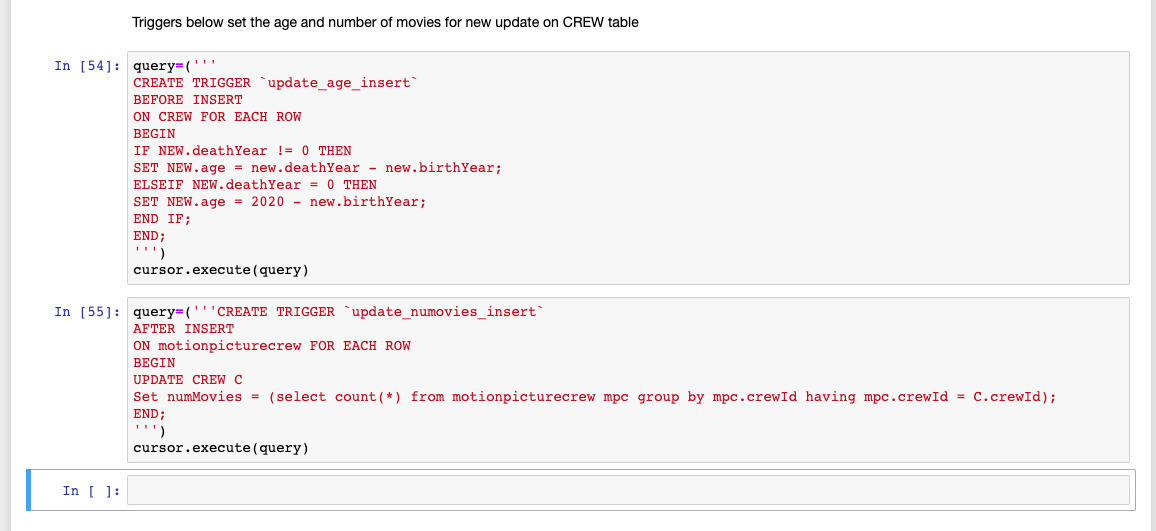 Triggers below set the age and number of movies for new update on CREW table
In [54]: query=('''
CREATE TRIGGER `update_age_insert`
BEFORE INSERT
ON CREW FOR EACH ROW
BEGIN
IF NEW.deathYear != 0 THEN
SET NEW.age = new.deathYear - new.birthYear;
ELSEIF NEW.deathYear = 0 THEN
SET NEW.age = 2020 - new.birthYear;
END IF;
END;
''')
cursor.execute(query)
In [55]: query=('''CREATE TRIGGER `update_numovies_insert`
AFTER INSERT
ON motionpicturecrew FOR EACH ROW
BEGIN
UPDATE CREW C
Set numMovies = (select count(*) from motionpicturecrew mpc group by mpc.crewId having mpc.crewId = C.crewId);
END;
''')
cursor.execute(query)
In [ ]: